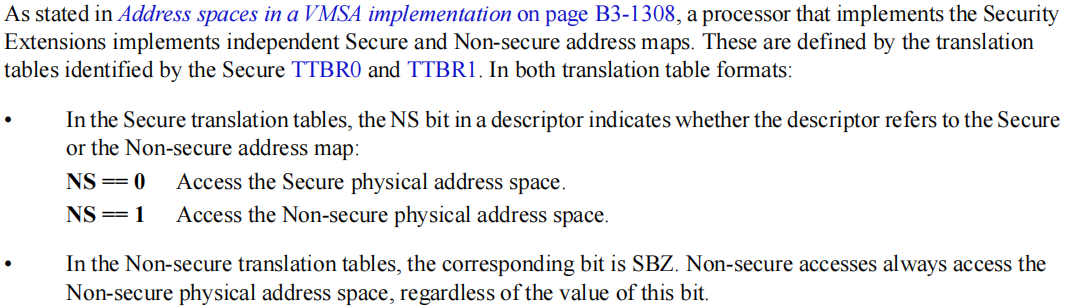 As stated in Address spaces in a VMSA implementation on page B3-1308, a processor that implements the Security
Extensions implements independent Secure and Non-secure address maps. These are defined by the translation
tables identified by the Secure TTBR0 and TTBR1. In both translation table formats:
• In the Secure translation tables, the NS bit in a descriptor indicates whether the descriptor refers to the Secure
or the Non-secure address map:
NS == 0 Access the Secure physical address space.
NS == 1 Access the Non-secure physical address space.
• In the Non-secure translation tables, the corresponding bit is SBZ. Non-secure accesses always access the
Non-secure physical address space, regardless of the value of this bit.